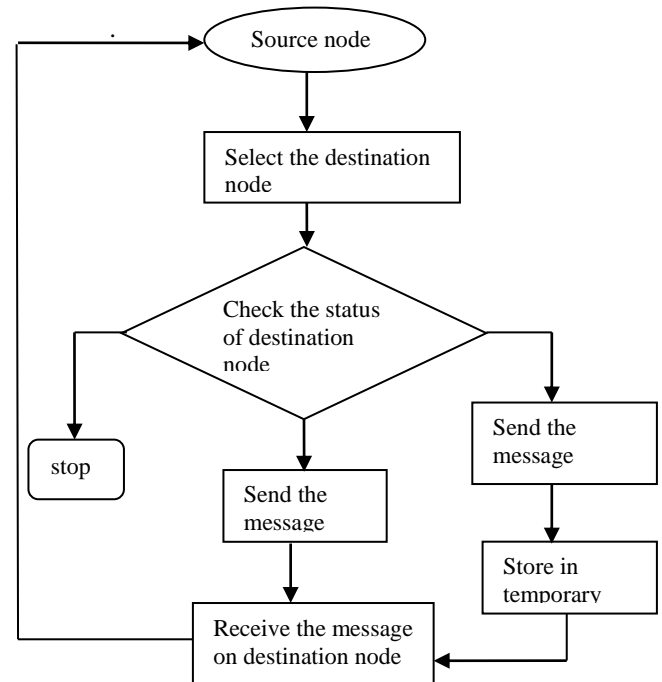 Source node
Select the destination
node
Check the status
of destination
node
stop
Send the
message
Send the
message
Store in
temporary
Receive the message
on destination node